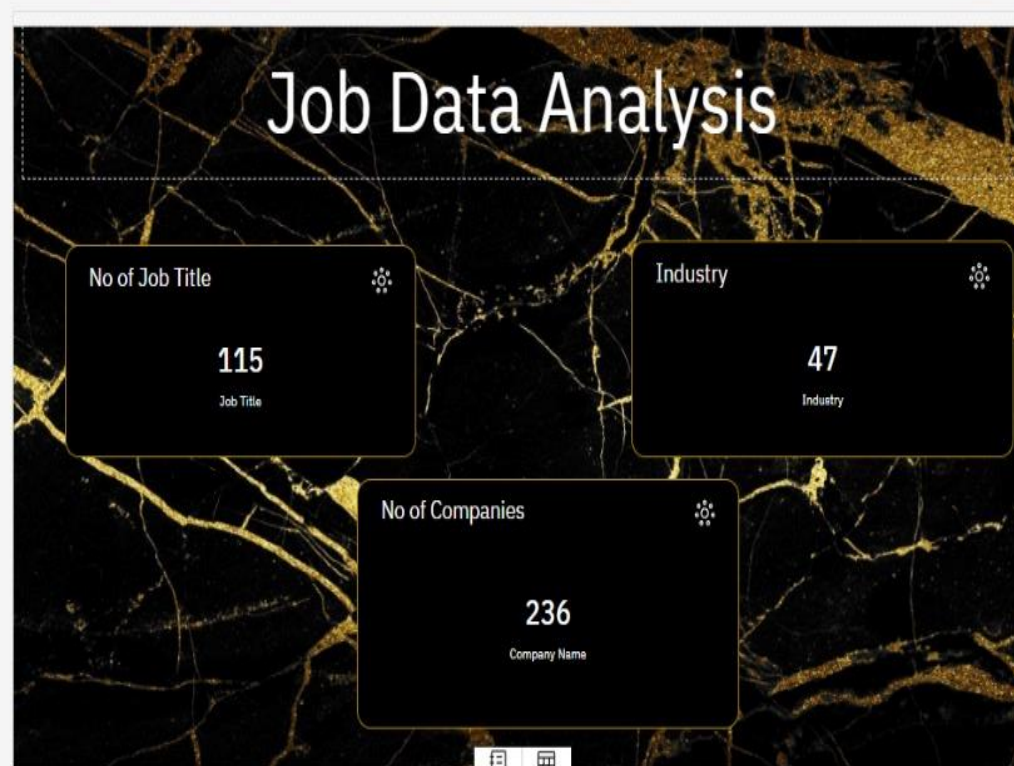 Job Data Analysis
No of Job Title
115
Job Title
Industry
47
Industry
No of Companies
236
Company Name